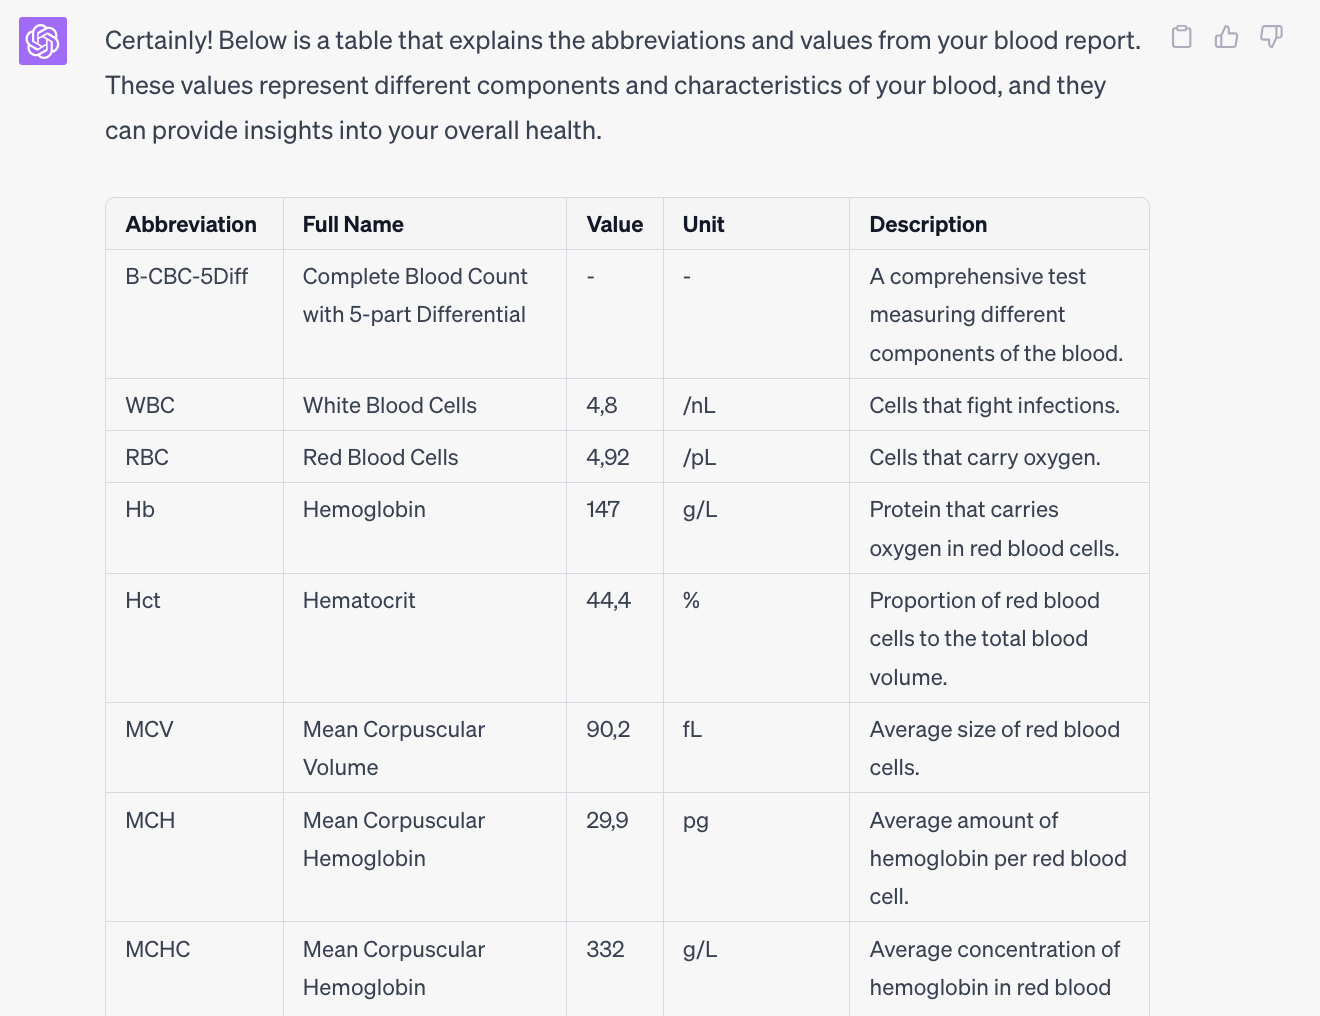 Certainly! Below is a table that explains the abbreviations and values from your blood report.
These values represent different components and characteristics of your blood, and they
can provide insights into your overall health.
Abbreviation Full Name Value Unit Description
B-CBC-5Diff Complete Blood Count - - A comprehensive test
with 5-part Differential measuring different
components of the blood.
WBC White Blood Cells 4,8 /nL Cells that fight infections.
RBC Red Blood Cells 4,92 /pL Cells that carry oxygen.
Hb Hemoglobin 147 g/L Protein that carries
oxygen in red blood cells.
Hct Hematocrit 44,4 % Proportion of red blood
cells to the total blood
volume.
MCV Mean Corpuscular 90,2 fL Average size of red blood
Volume cells.
MCH Mean Corpuscular 29,9 pg Average amount of
Hemoglobin hemoglobin per red blood
cell.
MCHC Mean Corpuscular 332 g/L Average concentration of
Hemoglobin hemoglobin in red blood